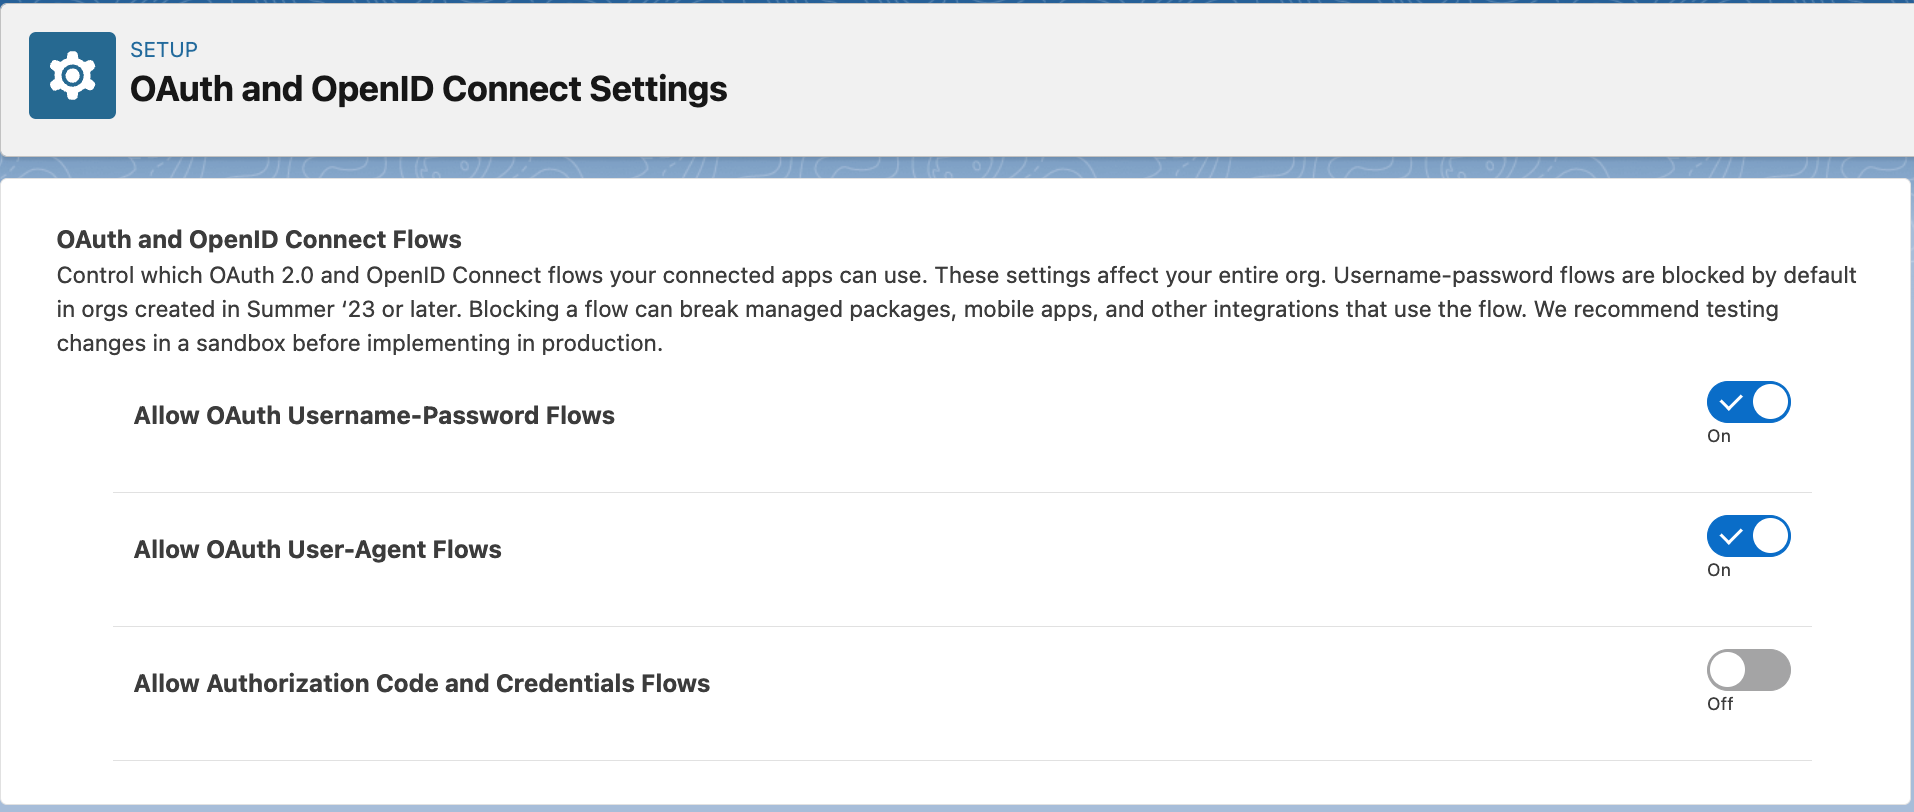 SETUP
OAuth and OpenID Connect Settings
OAuth and OpenID Connect Flows
Control which OAuth 2.0 and OpenID Connect flows your connected apps can use. These settings affect your entire org. Username-password flows are blocked by default
in orgs created in Summer ‘23 or later. Blocking a flow can break managed packages, mobile apps, and other integrations that use the flow. We recommend testing
changes in a sandbox before implementing in production.
Allow OAuth Username-Password Flows
On
Allow OAuth User-Agent Flows
On
Allow Authorization Code and Credentials Flows
Off